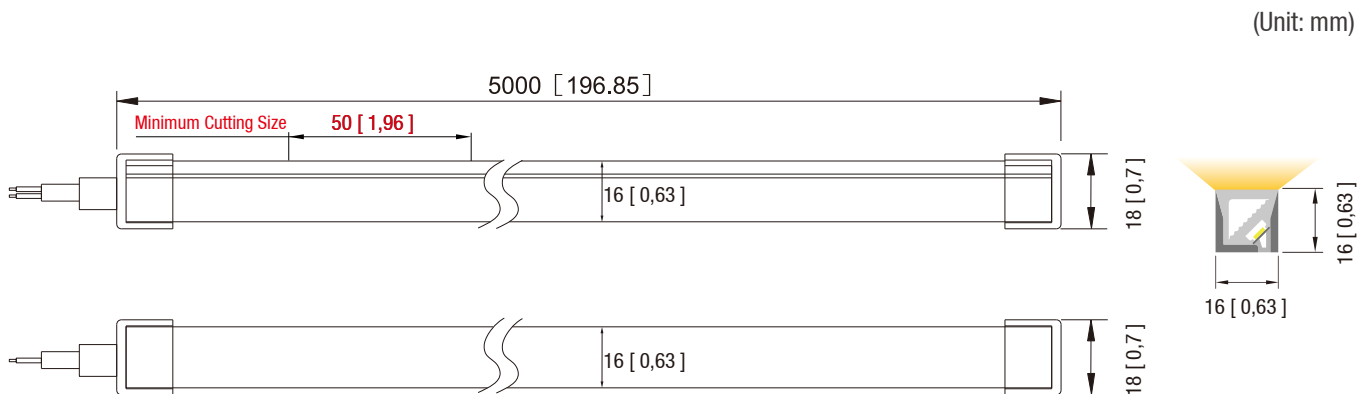 (Unit: mm)
5000 [196.85]
Minimum Cutting Size 50 [ 1,96 ]
16 [ 0,63 ]
18 [ 0,7 ]
16 [ 0,63 ]
16 [ 0,63 ]
16 [ 0,63 ]
18 [ 0,7 ]